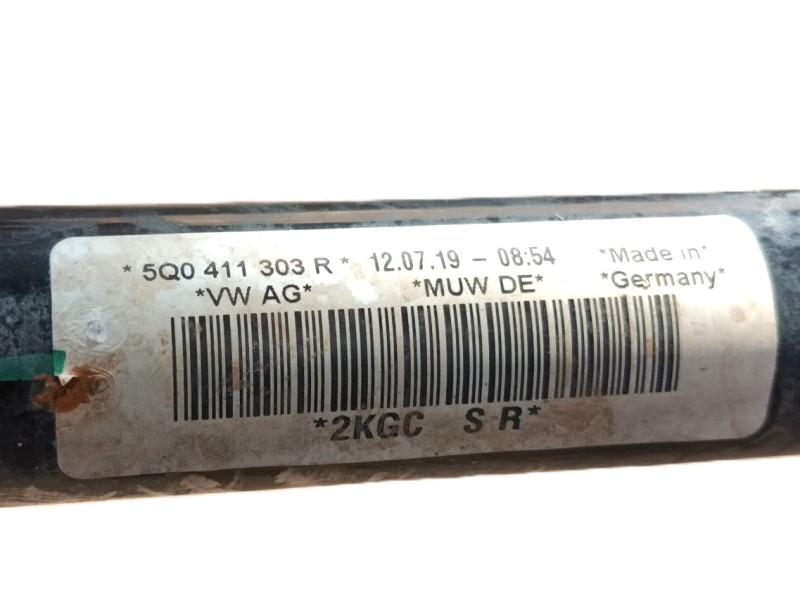 * 5Q0 411 303 R * 12.07.19 - 08:54 *Made in*
*VW AG* *MUW DE* *Germany*
*2KGC S R*